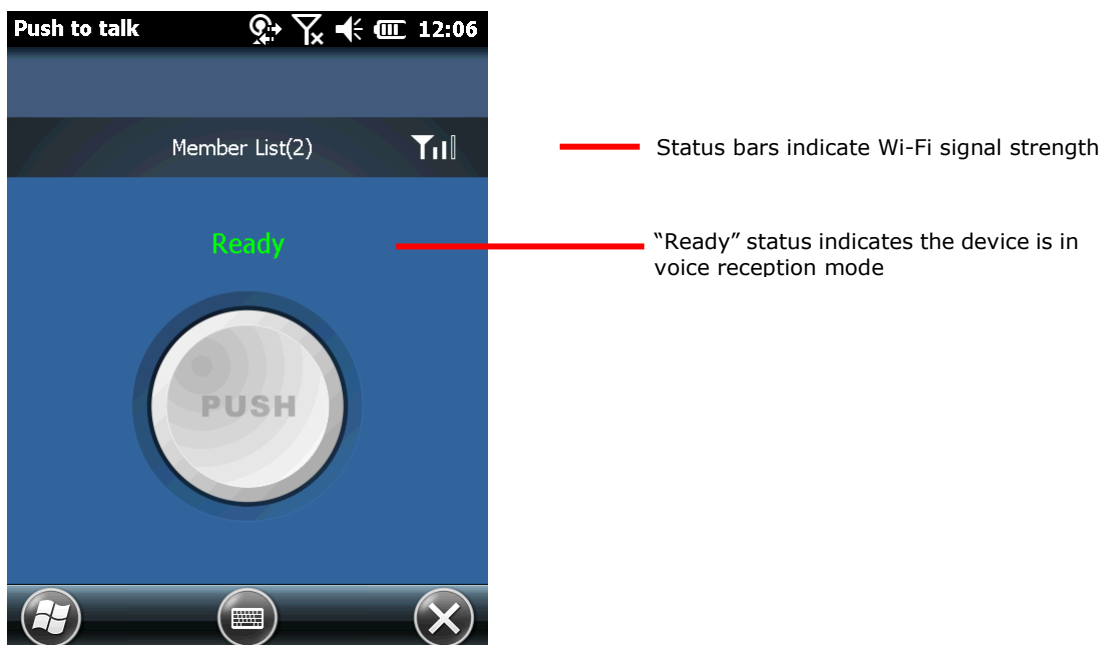 Push to talk 12:06
Member List(2)
Status bars indicate Wi-Fi signal strength
Ready
“Ready” status indicates the device is in
voice reception mode
PUSH